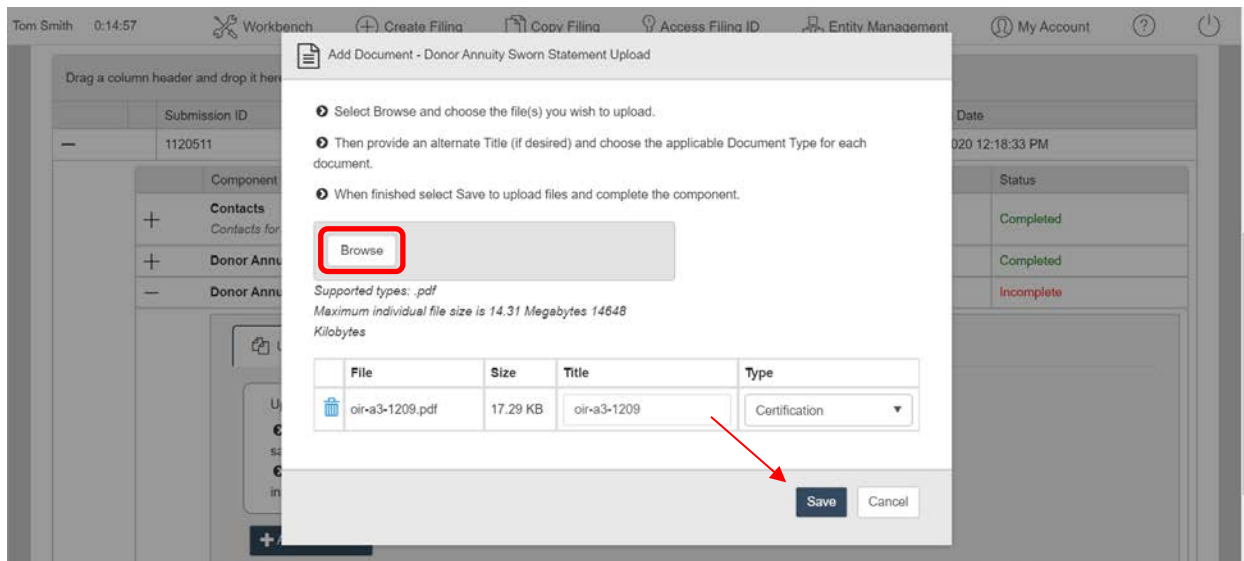 Tom Smith 0:14:57 Workbench Create Filing Copy Filing Access Filing ID Entity Management My Account ?
Add Document - Donor Annuity Sworn Statement Upload
Drag a column header and drop it here
Select Browse and choose the file(s) you wish to upload.
Submission ID Date
Then provide an alternate Title (if desired) and choose the applicable Document Type for each
document.
1120511 020 12:18:33 PM
When finished select Save to upload files and complete the component.
Component Status
Contacts
Contacts for
Completed
Browse
Donor Annu Completed
Donor Annu Incomplete
Supported types: .pdf
Maximum individual file size is 14.31 Megabytes 14648
Kilobytes
File Size Title Type
oir-a3-1209.pdf 17.29 KB oir-a3-1209 Certification
Save Cancel